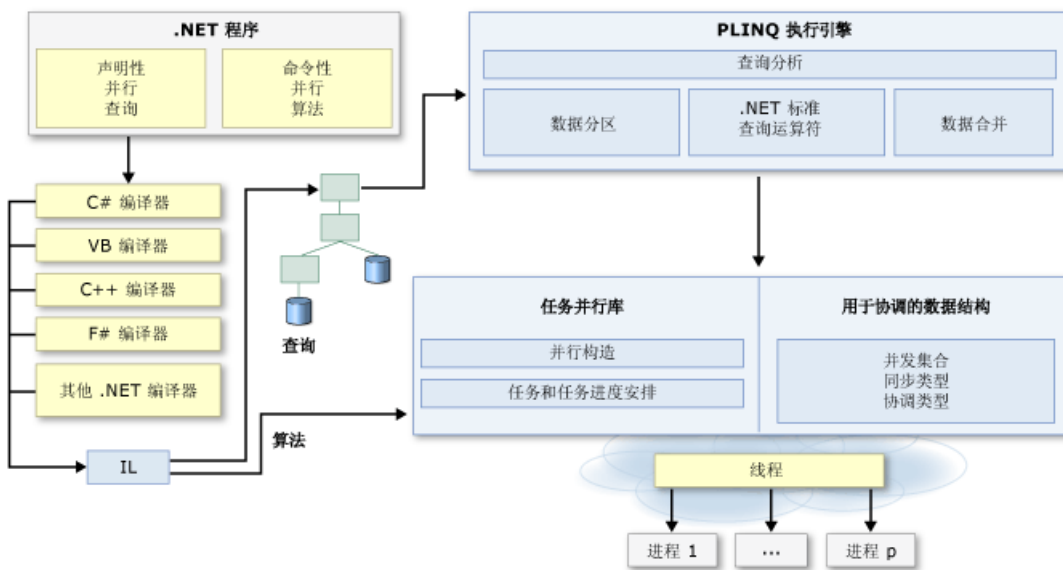 .NET 程序
声明性
并行
查询
命令性
并行
算法
C# 编译器
VB 编译器
C++ 编译器
F# 编译器
其他 .NET 编译器
IL
查询
算法
PLINQ 执行引擎
查询分析
数据分区
.NET 标准
查询运算符
数据合并
任务并行库
并行构造
任务和任务进度安排
用于协调的数据结构
并发集合
同步类型
协调类型
线程
进程 1
...
进程 p